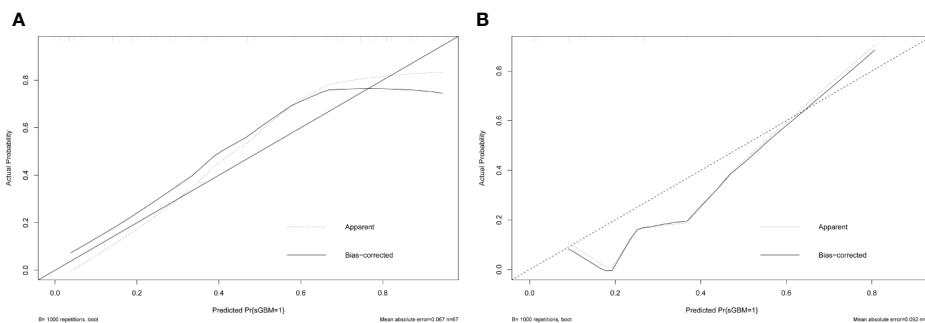 A
Actual Probability
0.0
0.2
0.4
0.6
0.8
Apparent
Bias-corrected
0.0
0.2
0.4
0.6
0.8
Predicted Pr{sGBM=1}
B= 1000 repetitions, boot
Mean absolute error=0.067 n=67
B
Actual Probability
0.0
0.2
0.4
0.6
0.8
Apparent
Bias-corrected
0.0
0.2
0.4
0.6
0.8
Predicted Pr{sGBM=1}
B= 1000 repetitions, boot
Mean absolute error=0.092 n=